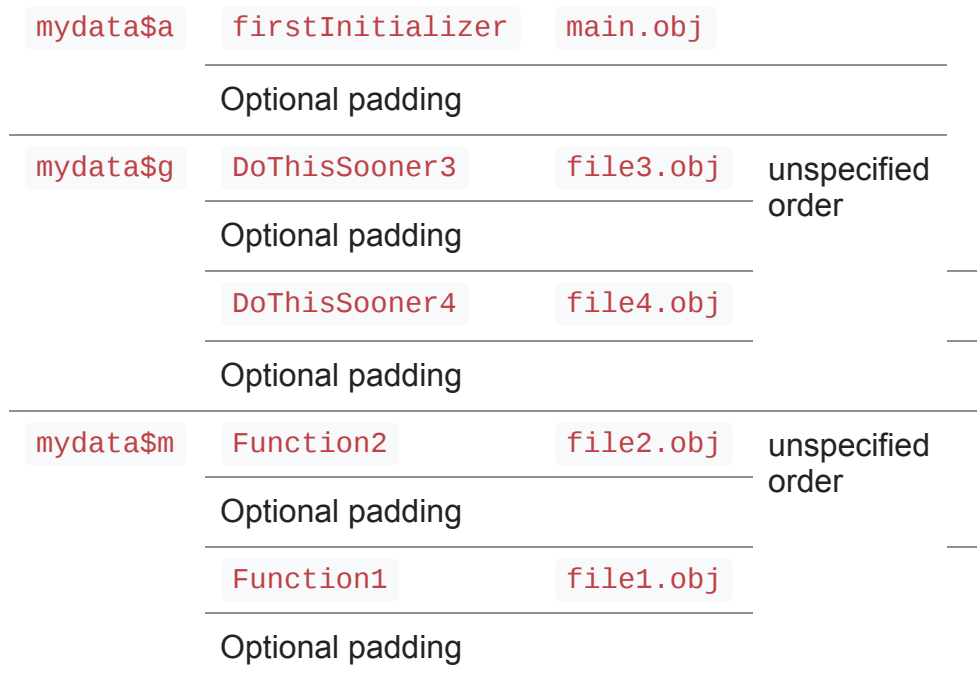 mydata$a firstInitializer main.obj
Optional padding
mydata$g DoThisSooner3 file3.obj unspecified
order
Optional padding
DoThisSooner4 file4.obj
Optional padding
mydata$m Function2 file2.obj unspecified
order
Optional padding
Function1 file1.obj
Optional padding